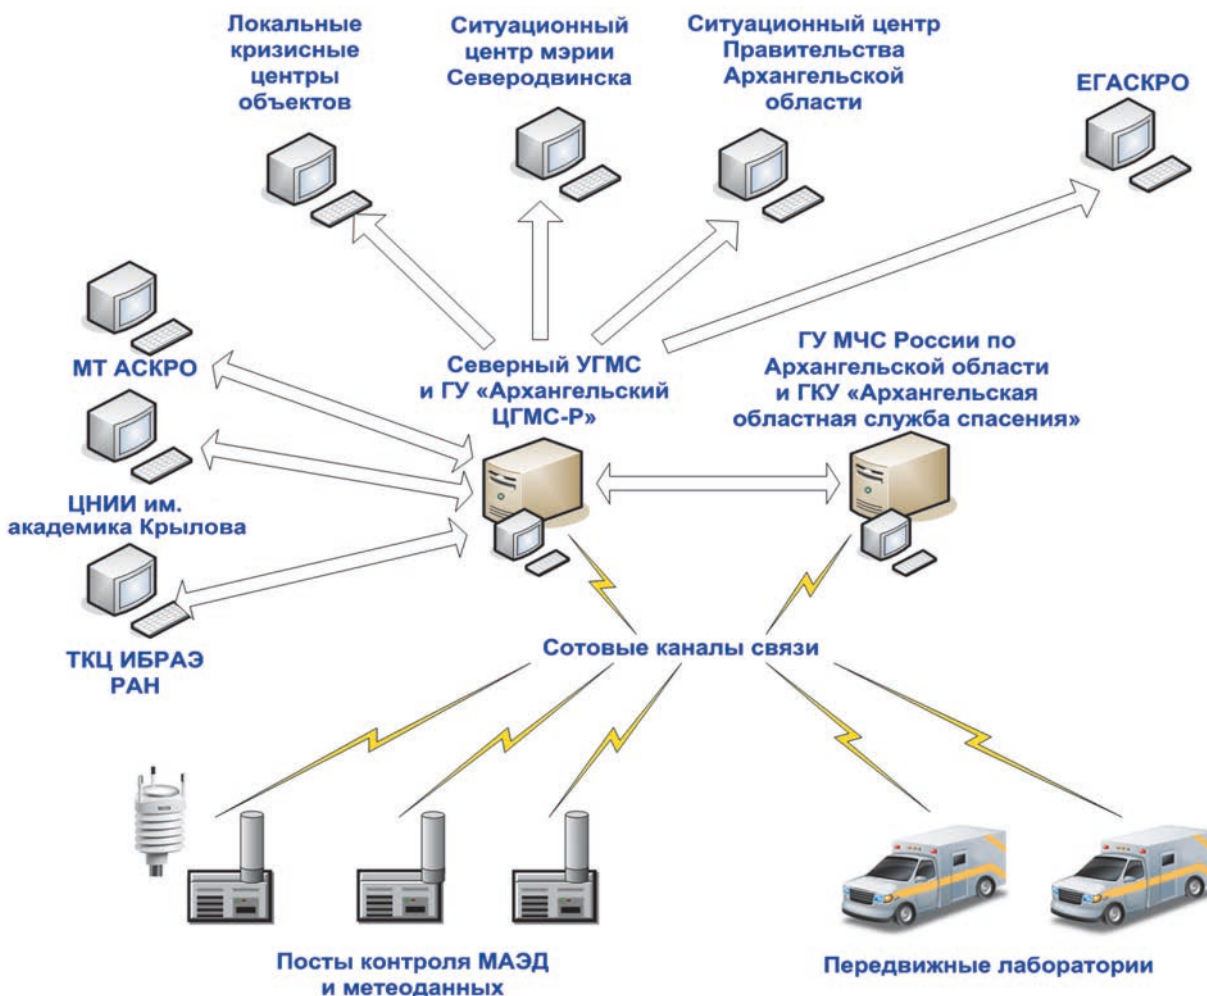 Локальные
кризисные
центры
объектов
Ситуационный
центр мэрии
Северодвинска
Ситуационный центр
Правительства
Архангельской
области
ЕГАСКРО
МТ АСКРО
Северный УГМС
и ГУ «Архангельский
ЦГМС-Р»
ГУ МЧС России по
Архангельской области
и ГКУ «Архангельская
областная служба спасения»
ЦНИИ им.
академика Крылова
ТКЦ ИБРАЭ
РАН
Сотовые каналы связи
Посты контроля МАЭД
и метеоданных
Передвижные лаборатории